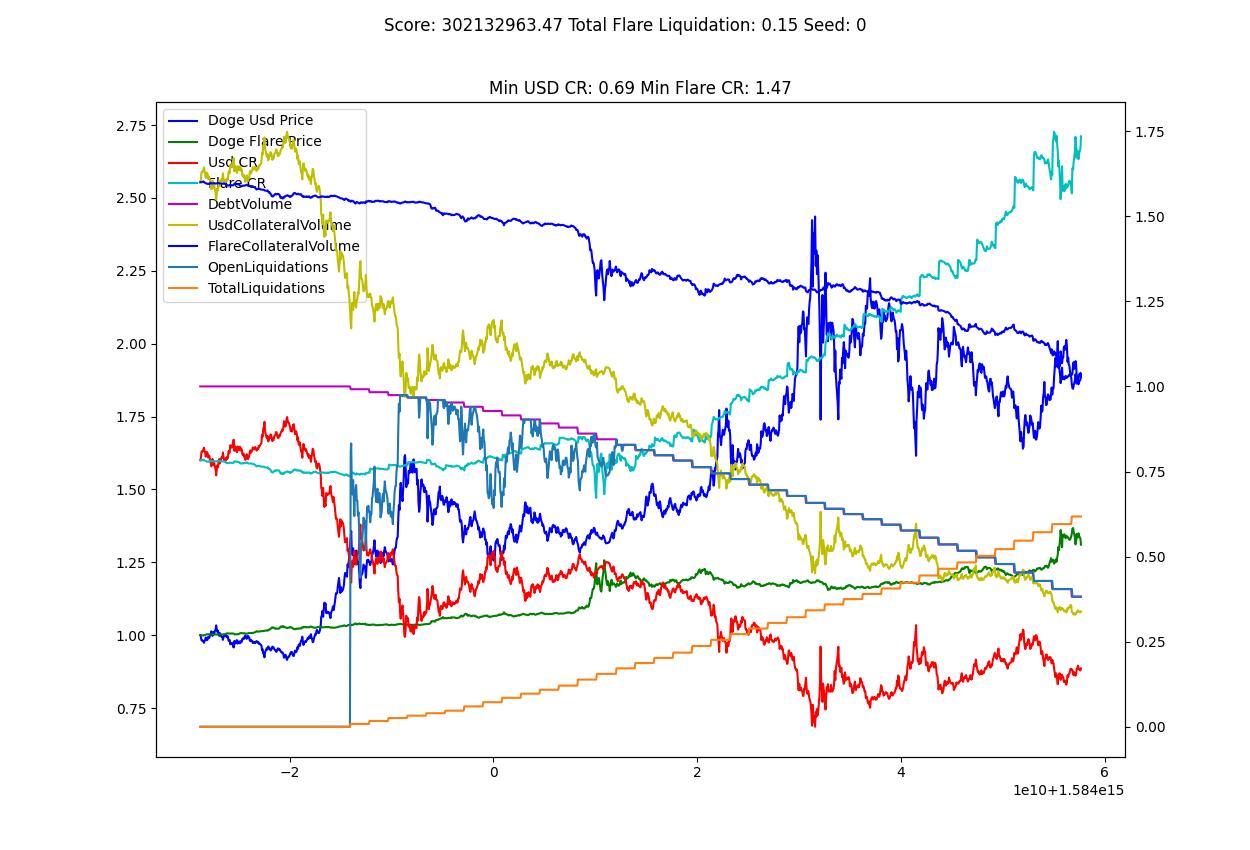 Score: 302132963.47 Total Flare Liquidation: 0.15 Seed: 0
Min USD CR: 0.69 Min Flare CR: 1.47
Doge Usd Price
Doge Flare Price
Usd CR
Flare CR
DebtVolume
UsdCollateralVolume
FlareCollateralVolume
OpenLiquidations
TotalLiquidations
2.75
2.50
2.25
2.00
1.75
1.50
1.25
1.00
0.75
1.75
1.50
1.25
1.00
0.75
0.50
0.25
0.00
−2
0
2
4
6
1e10+1.584e15